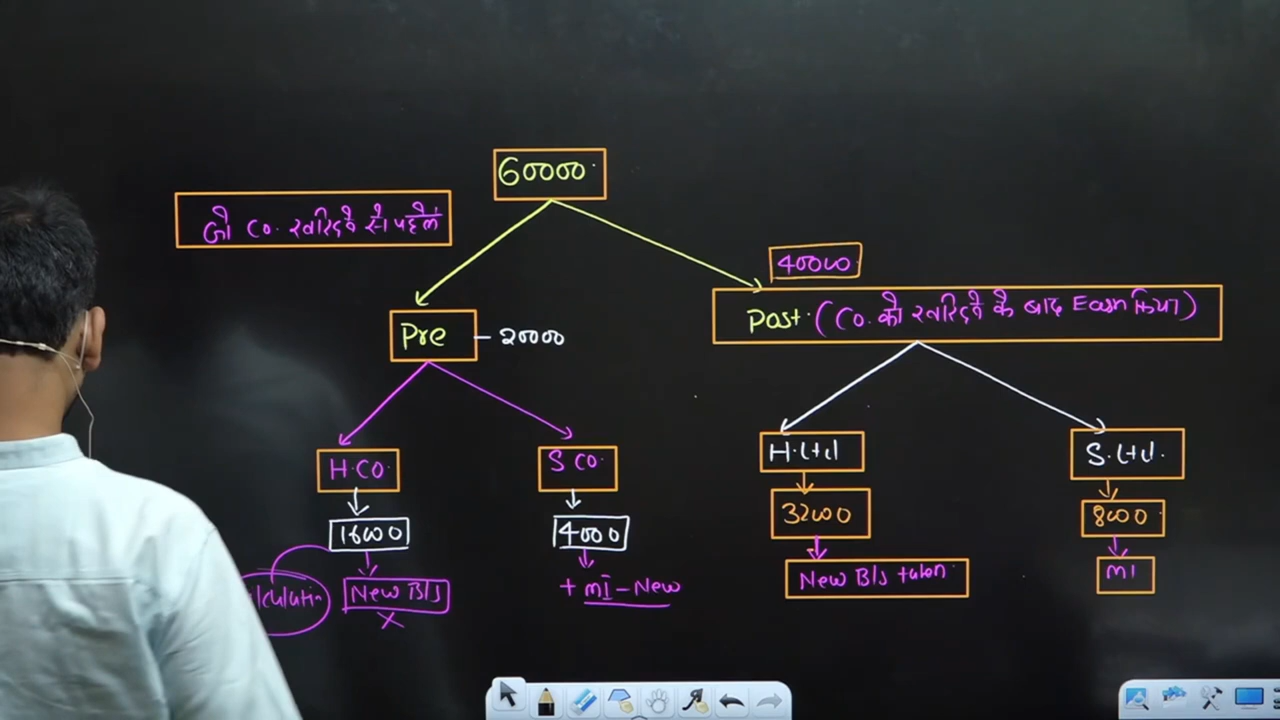 60000
जो Co. खरिदने से पहले
40000
Pre - 20000
Post (Co. को खरिदने के बाद Earn किया)
H.CO
S CO.
H.Ltd
S.Ltd.
16000
4000
32000
8000
New B/S
+ MI - New
New B/S taken
MI
X